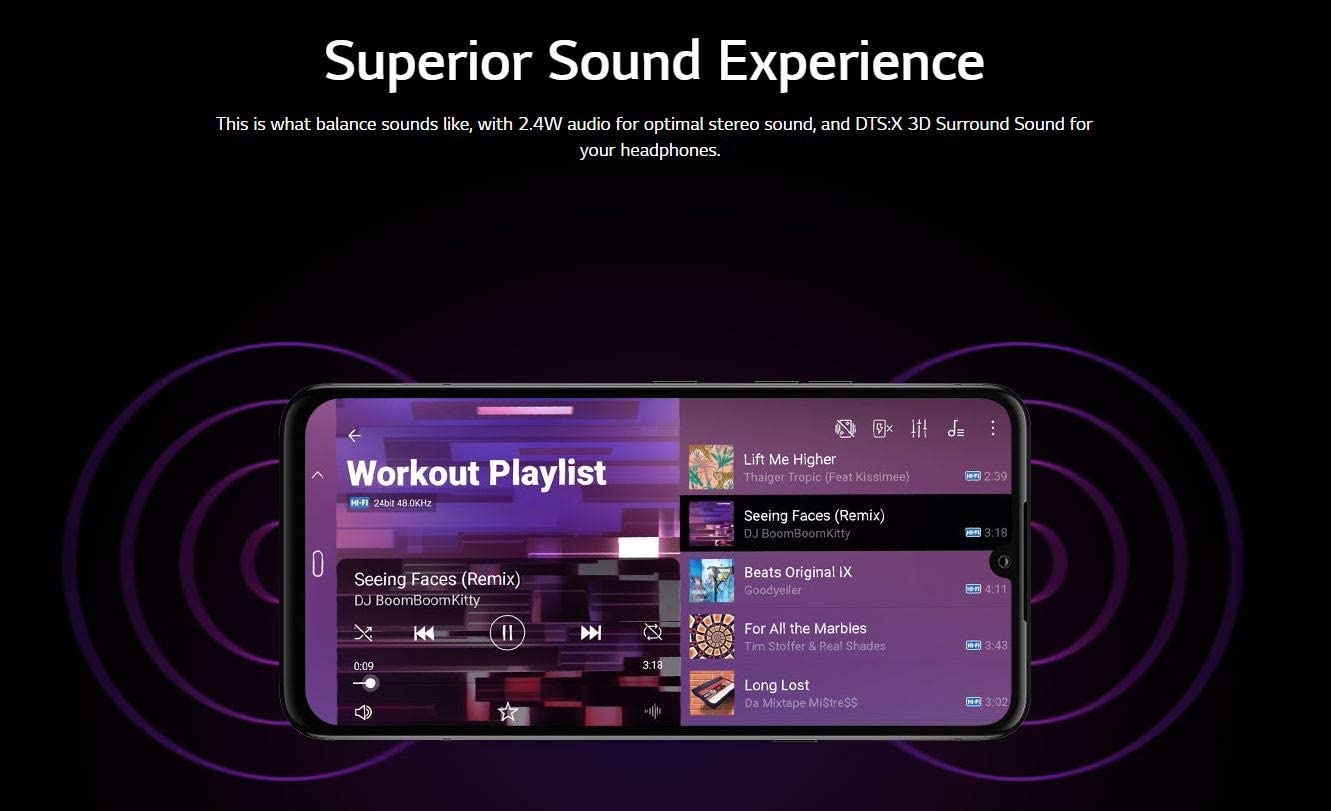 Superior Sound Experience
This is what balance sounds like, with 2.4W audio for optimal stereo sound, and DTS:X 3D Surround Sound for
your headphones.
Workout Playlist
HI-FI 24bit 48.0KHz
Seeing Faces (Remix)
DJ BoomBoomKitty
0:09 3:18
Lift Me Higher
Thaiger Tropic (Feat Kissimee)
HI-FI 2:39
Seeing Faces (Remix)
DJ BoomBoomKitty
HI-FI 3:18
Beats Original IX
Goodyeiler
HI-FI 4:11
For All the Marbles
Tim Stoffer & Real Shades
HI-FI 3:43
Long Lost
Da Mixtape Mi$tre$$
HI-FI 3:02